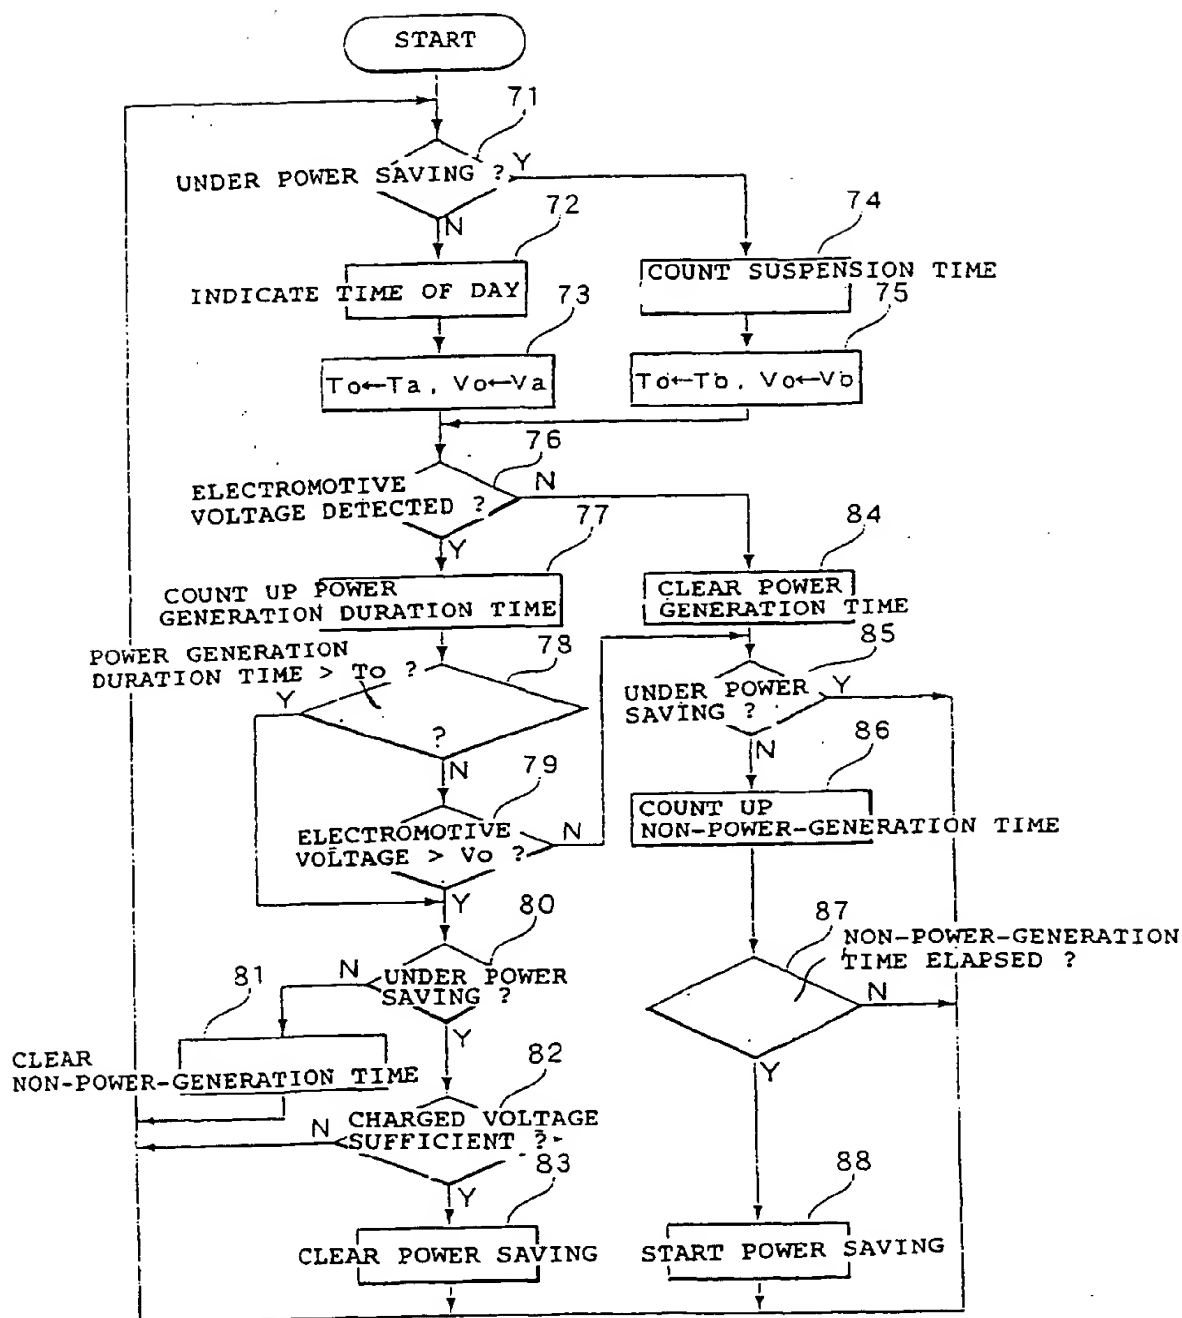 START
71
UNDER POWER SAVING ?
Y
N
72
74
INDICATE TIME OF DAY
COUNT SUSPENSION TIME
73
75
To←Ta, Vo←Va
To←To, Vo←Vo
76
ELECTROMOTIVE
VOLTAGE DETECTED ?
N
Y
77
84
COUNT UP POWER
GENERATION DURATION TIME
CLEAR POWER
GENERATION TIME
POWER GENERATION
DURATION TIME > To ?
78
85
Y
?
N
UNDER POWER
SAVING ?
Y
N
79
86
ELECTROMOTIVE
VOLTAGE > Vo ?
N
Y
COUNT UP
NON-POWER-GENERATION TIME
80
87
UNDER POWER
SAVING ?
N
Y
NON-POWER-GENERATION
TIME ELAPSED ?
N
Y
81
CLEAR
NON-POWER-GENERATION TIME
82
CHARGED VOLTAGE
SUFFICIENT ?
N
Y
83
88
CLEAR POWER SAVING
START POWER SAVING